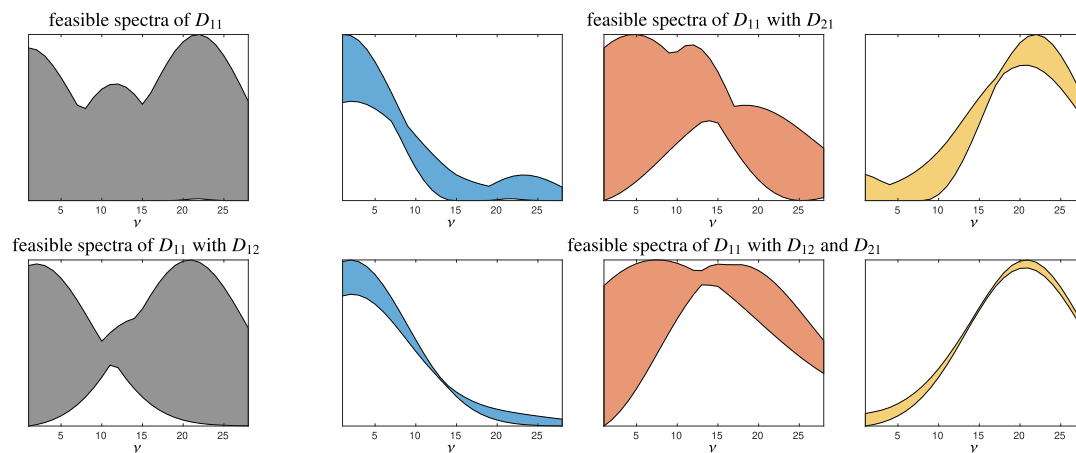 feasible spectra of D₁₁
feasible spectra of D₁₁ with D₂₁
5 10 15 20 25
5 10 15 20 25
5 10 15 20 25
5 10 15 20 25
ν
ν
ν
ν
feasible spectra of D₁₁ with D₁₂
feasible spectra of D₁₁ with D₁₂ and D₂₁
5 10 15 20 25
5 10 15 20 25
5 10 15 20 25
5 10 15 20 25
ν
ν
ν
ν